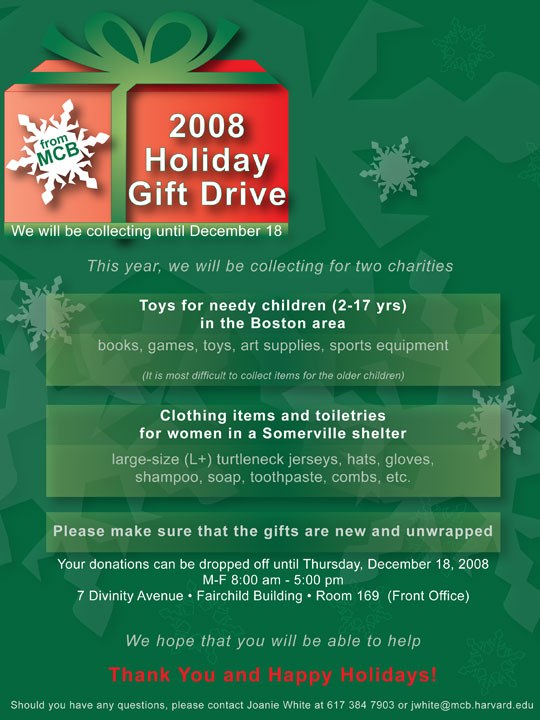 from
MCB
2008
Holiday
Gift Drive
We will be collecting until December 18
This year, we will be collecting for two charities
Toys for needy children (2-17 yrs)
in the Boston area
books, games, toys, art supplies, sports equipment
(It is most difficult to collect items for the older children)
Clothing items and toiletries
for women in a Somerville shelter
large-size (L+) turtleneck jerseys, hats, gloves,
shampoo, soap, toothpaste, combs, etc.
Please make sure that the gifts are new and unwrapped
Your donations can be dropped off until Thursday, December 18, 2008
M-F 8:00 am - 5:00 pm
7 Divinity Avenue • Fairchild Building • Room 169 (Front Office)
We hope that you will be able to help
Thank You and Happy Holidays!
Should you have any questions, please contact Joanie White at 617 384 7903 or jwhite@mcb.harvard.edu